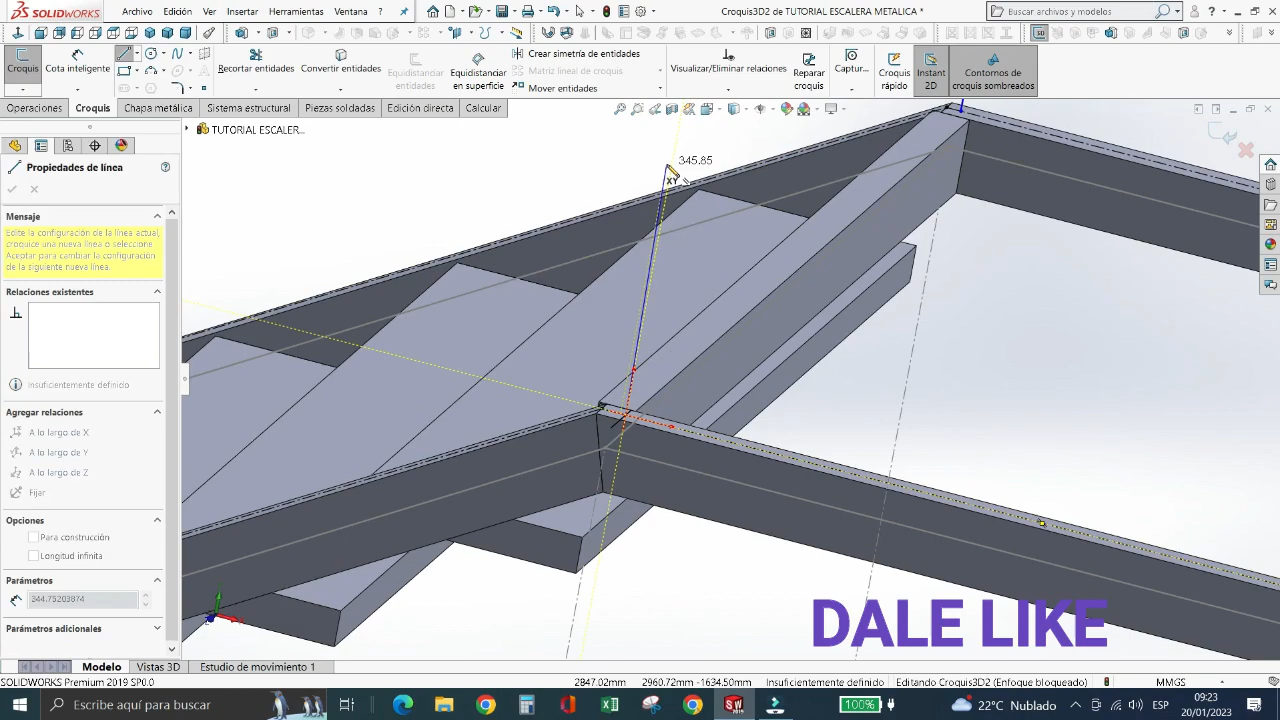 SOLIDWORKS
Archivo Edición Ver Insertar Herramientas Ventana ?
Croquis3D2 de TUTORIAL ESCALERA METALICA *
Buscar archivos y modelos
Croquis
Cota inteligente
Recortar entidades
Convertir entidades
Equidistanciar entidades
Equidistanciar en superficie
Crear simetría de entidades
Matriz lineal de croquis
Mover entidades
Visualizar/Eliminar relaciones
Reparar croquis
Captur...
Croquis rápido
Instant 2D
Contornos de croquis sombreados
Operaciones Croquis Chapa metálica Sistema estructural Piezas soldadas Edición directa Calcular
TUTORIAL ESCALER...
Propiedades de línea
Mensaje
Edite la configuración de la línea actual,
croquice una nueva línea o seleccione
Aceptar para cambiar la configuración
de la siguiente nueva línea.
Relaciones existentes
Insuficientemente definido
Agregar relaciones
A lo largo de X
A lo largo de Y
A lo largo de Z
Fijar
Opciones
Para construcción
Longitud infinita
Parámetros
344.75203874
Parámetros adicionales
345.85
XY
DALE LIKE
Modelo Vistas 3D Estudio de movimiento 1
SOLIDWORKS Premium 2019 SP0.0
2847.02mm 2960.72mm -1634.50mm Insuficientemente definido Editando Croquis3D2 (Enfoque bloqueado) MMGS
Escribe aquí para buscar
100%
22°C Nublado
ESP
09:23
20/01/2023